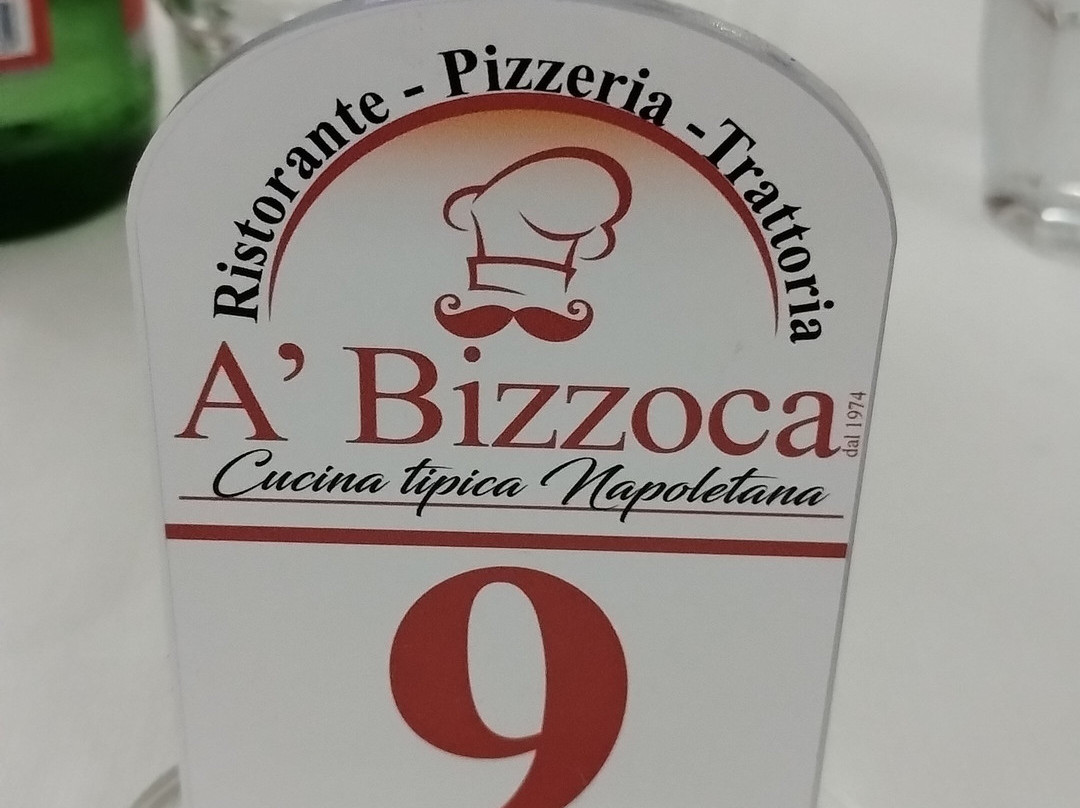 Ristorante - Pizzeria -Trattoria
A' Bizzoca
dal 1974
Cucina tipica Napoletana
9